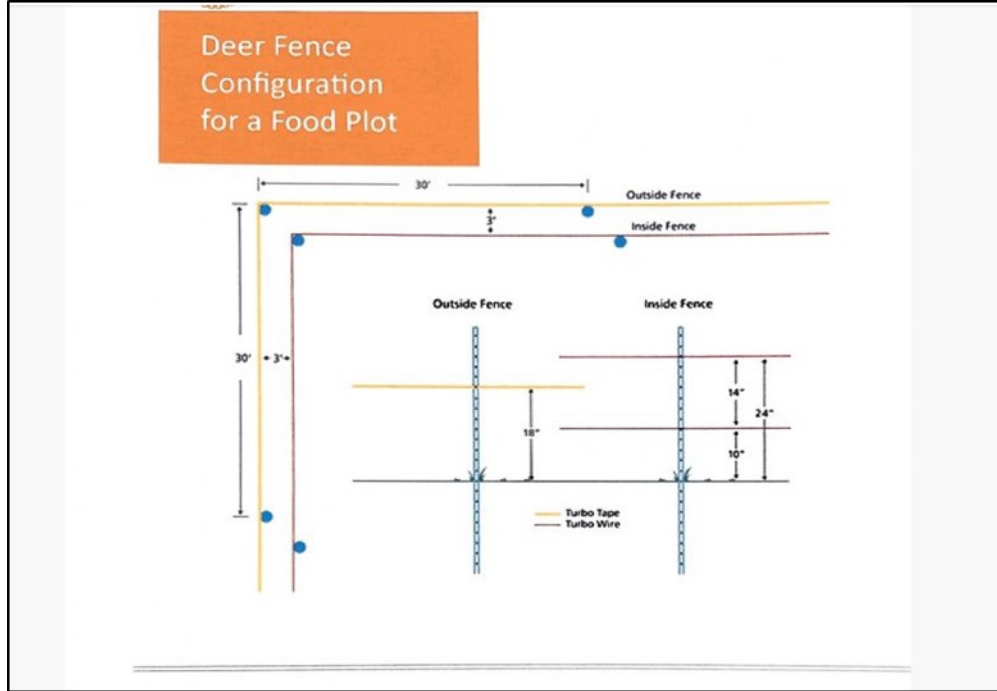 Deer Fence
Configuration
for a Food Plot
30'
Outside Fence
3'
Inside Fence
Outside Fence
Inside Fence
30'
3'
14"
24"
18"
10"
Turbo Tape
Turbo Wire